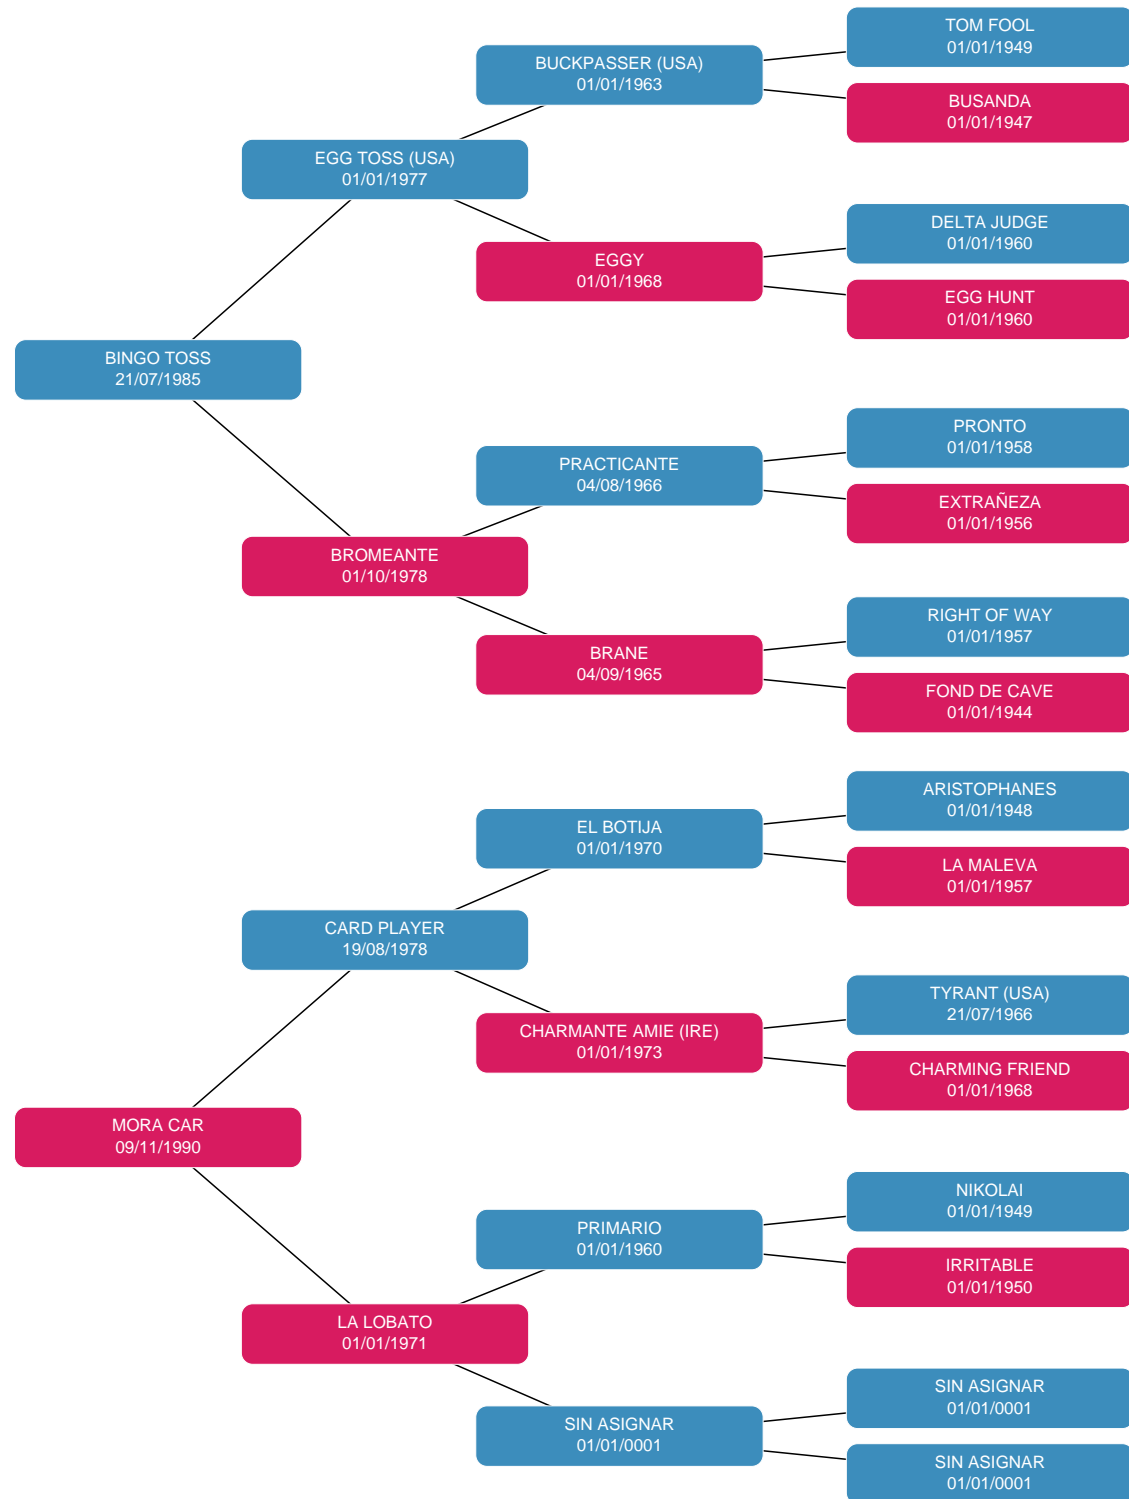 TOM FOOL
01/01/1949
BUCKPASSER (USA)
01/01/1963
BUSANDA
01/01/1947
EGG TOSS (USA)
01/01/1977
DELTA JUDGE
01/01/1960
EGGY
01/01/1968
EGG HUNT
01/01/1960
BINGO TOSS
21/07/1985
PRONTO
01/01/1958
PRACTICANTE
04/08/1966
EXTRAÑEZA
01/01/1956
BROMEANTE
01/10/1978
RIGHT OF WAY
01/01/1957
BRANE
04/09/1965
FOND DE CAVE
01/01/1944
ARISTOPHANES
01/01/1948
EL BOTIJA
01/01/1970
LA MALEVA
01/01/1957
CARD PLAYER
19/08/1978
TYRANT (USA)
21/07/1966
CHARMANTE AMIE (IRE)
01/01/1973
CHARMING FRIEND
01/01/1968
MORA CAR
09/11/1990
NIKOLAI
01/01/1949
PRIMARIO
01/01/1960
IRRITABLE
01/01/1950
LA LOBATO
01/01/1971
SIN ASIGNAR
01/01/0001
SIN ASIGNAR
01/01/0001
SIN ASIGNAR
01/01/0001